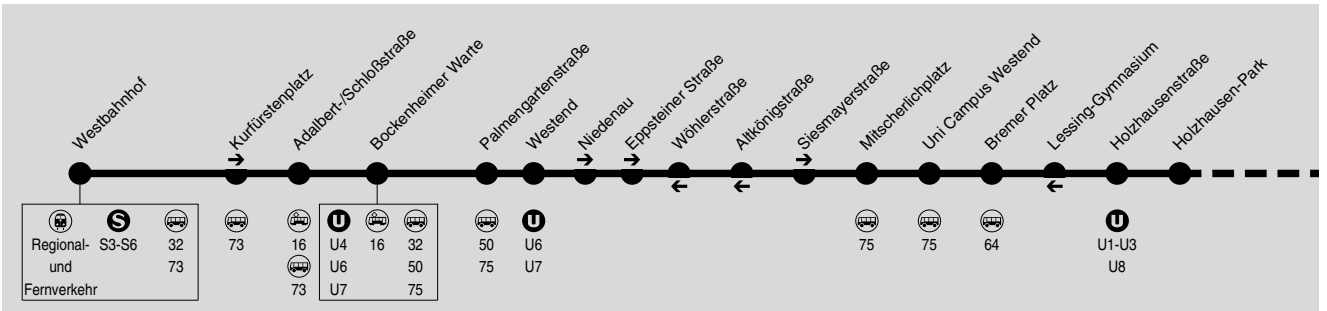 Westbahnhof
Kurfürstenplatz
Adalbert-/Schloßstraße
Bockenheimer Warte
Palmengartenstraße
Westend
Niedenau
Eppsteiner Straße
Wöhlerstraße
Altkönigstraße
Siesmayerstraße
Mitscherlichplatz
Uni Campus Westend
Bremer Platz
Lessing-Gymnasium
Holzhausenstraße
Holzhausen-Park
S
Regional-
und
Fernverkehr
S3-S6
32
73
73
16
73
U
U4
U6
U7
16
32
50
75
50
75
U
U6
U7
75
75
64
U
U1-U3
U8